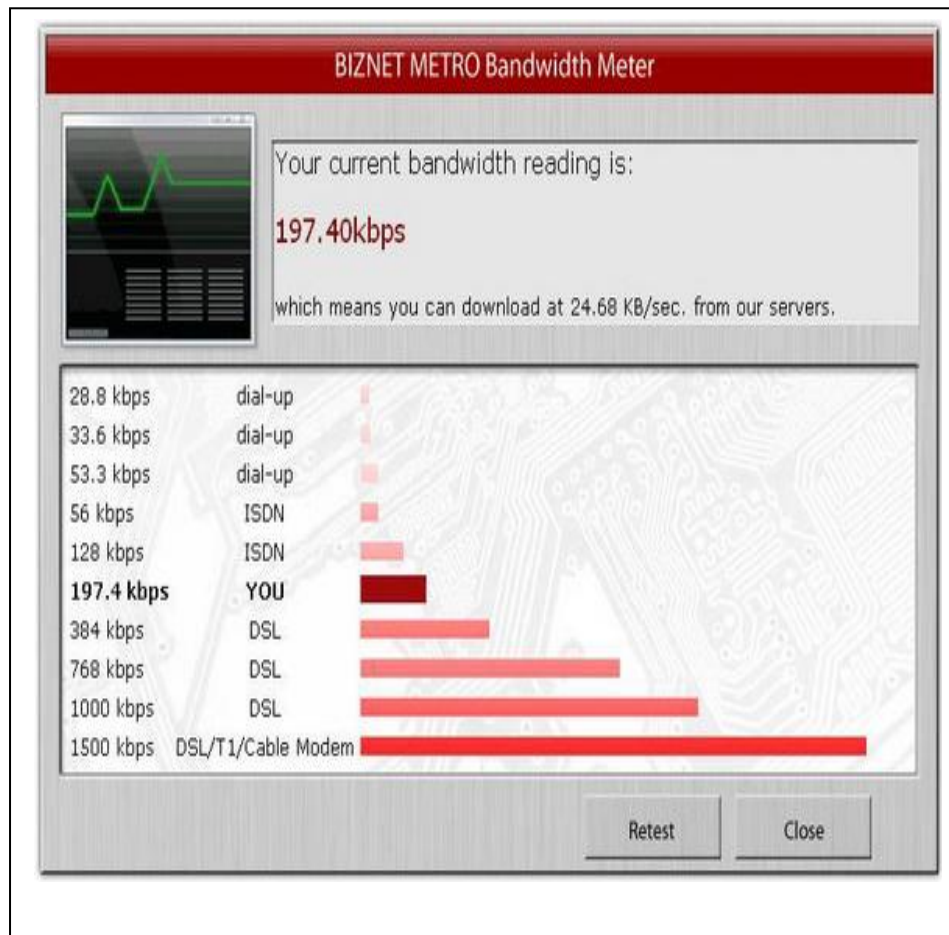 BIZNET METRO Bandwidth Meter
Your current bandwidth reading is:
197.40kbps
which means you can download at 24.68 KB/sec. from our servers.
28.8 kbps dial-up
33.6 kbps dial-up
53.3 kbps dial-up
56 kbps ISDN
128 kbps ISDN
197.4 kbps YOU
384 kbps DSL
768 kbps DSL
1000 kbps DSL
1500 kbps DSL/T1/Cable Modem
Retest Close